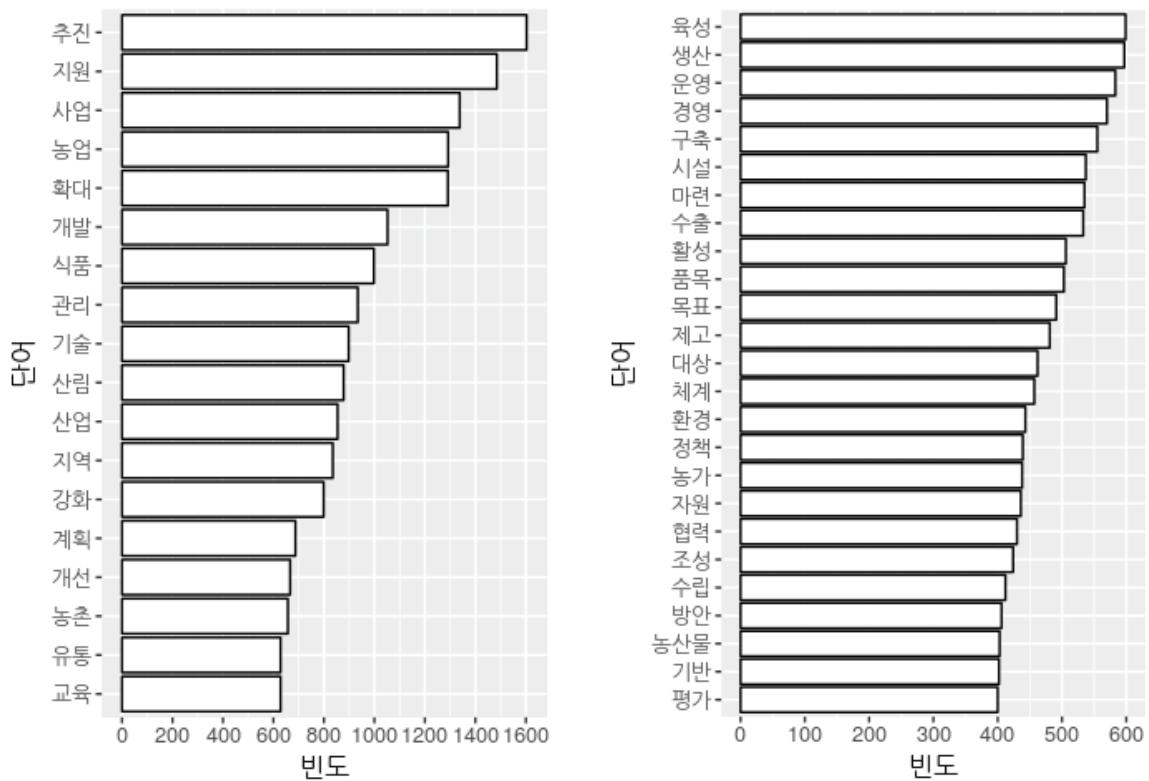 단어
추진
지원
사업
농업
확대
개발
식품
관리
기술
산림
산업
지역
강화
계획
개선
농촌
유통
교육
0 200 400 600 800 1000 1200 1400 1600
빈도
단어
육성
생산
운영
경영
구축
시설
마련
수출
활성
품목
목표
제고
대상
체계
환경
정책
농가
자원
협력
조성
수립
방안
농산물
기반
평가
0 100 200 300 400 500 600
빈도